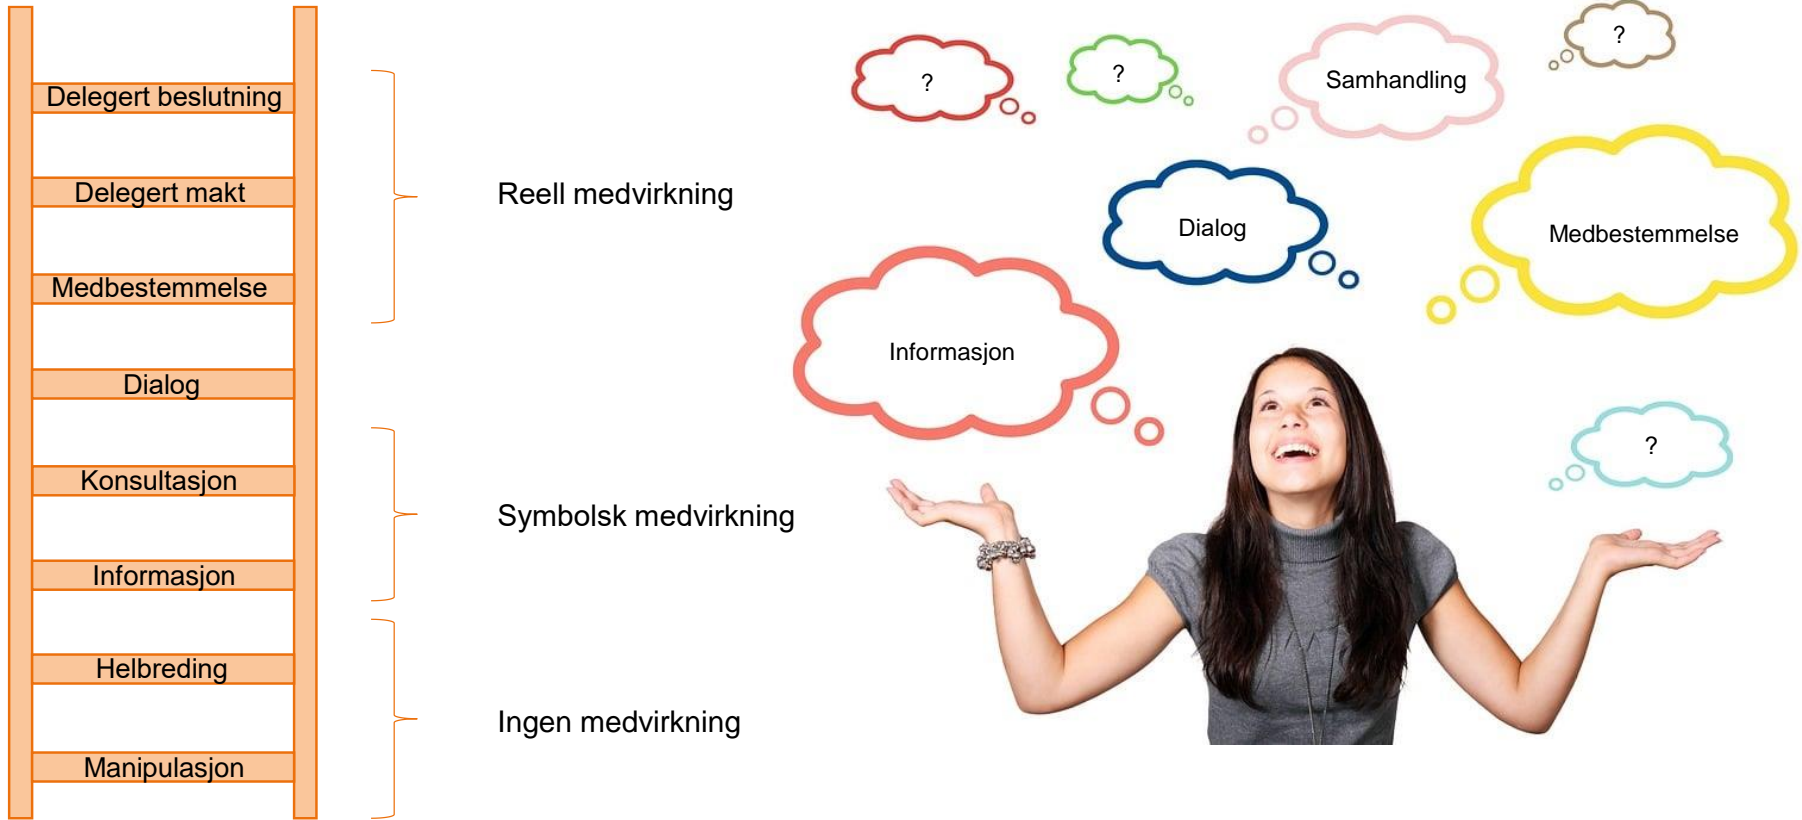 Delegert beslutning
Delegert makt
Medbestemmelse
Dialog
Konsultasjon
Informasjon
Helbreding
Manipulasjon
Reell medvirkning
Symbolsk medvirkning
Ingen medvirkning
?
?
Samhandling
?
Dialog
Medbestemmelse
Informasjon
?